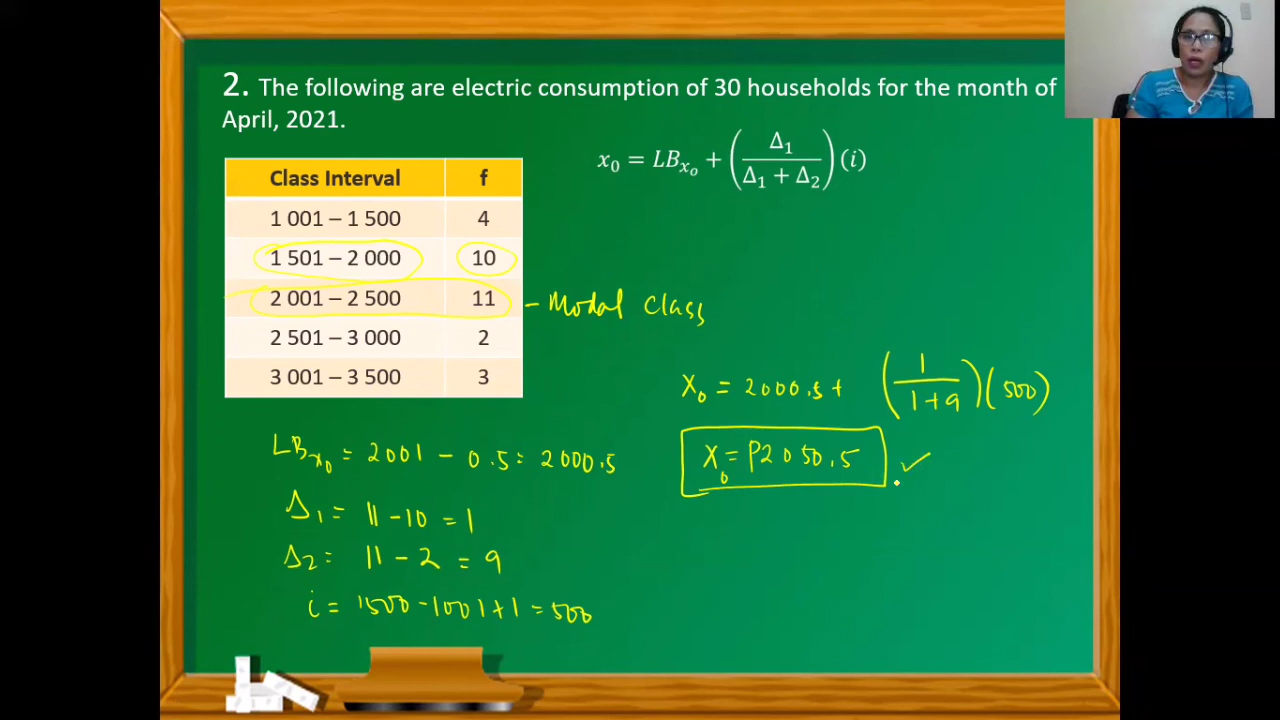 2. The following are electric consumption of 30 households for the month of
April, 2021.
x₀ = LBₓₒ + (Δ₁ / (Δ₁ + Δ₂)) (i)
Class Interval f
1 001 – 1 500 4
1 501 – 2 000 10
2 001 – 2 500 11 – Modal Class
2 501 – 3 000 2
3 001 – 3 500 3
X₀ = 2000.5 + (1 / (1+9)) (500)
X₀ = P2050.5 ✓
LBₓ₀ = 2001 – 0.5 = 2000.5
Δ₁ = 11 – 10 = 1
Δ₂ = 11 – 2 = 9
i = 1500 – 1001 + 1 = 500